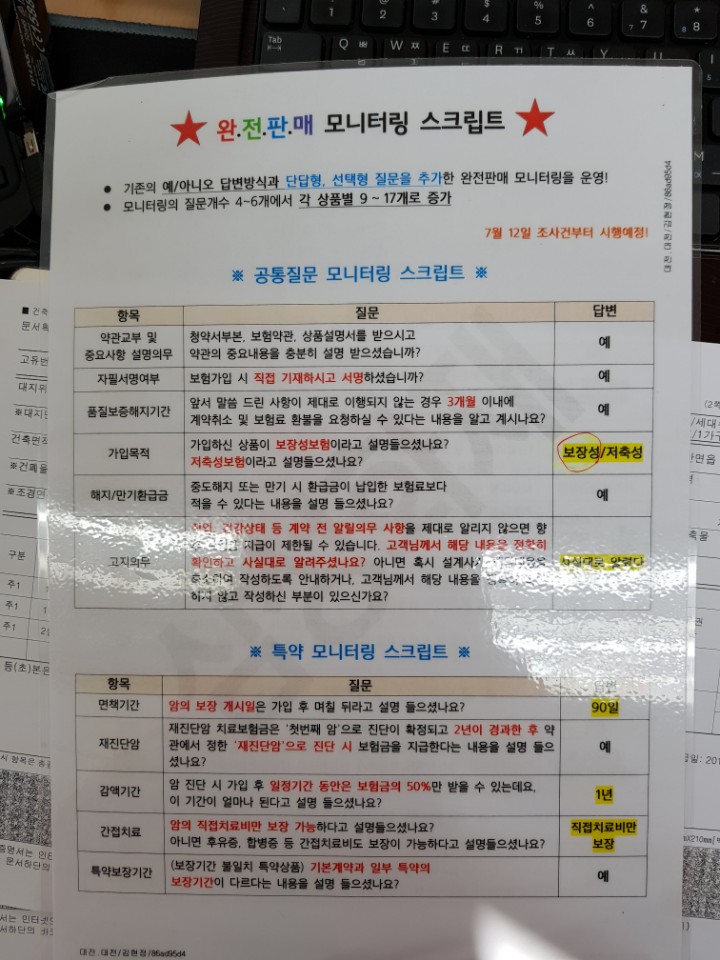 완.전.판.매 모니터링 스크립트
● 기존의 예/아니오 답변방식과 단답형, 선택형 질문을 추가한 완전판매 모니터링을 운영!
● 모니터링의 질문개수 4~6개에서 각 상품별 9 ~ 17개로 증가
7월 12일 조사건부터 시행예정!
※ 공통질문 모니터링 스크립트 ※
항목 질문 답변
약관교부 및
중요사항 설명의무
청약서부본, 보험약관, 상품설명서를 받으시고
약관의 중요내용을 충분히 설명 받으셨습니까?
예
자필서명여부 보험가입 시 직접 기재하시고 서명하셨습니까? 예
품질보증해지기간
앞서 말씀 드린 사항이 제대로 이행되지 않는 경우 3개월 이내에
계약취소 및 보험료 환불을 요청하실 수 있다는 내용을 알고 계시나요?
예
가입목적
가입하신 상품이 보장성보험이라고 설명들으셨나요?
저축성보험이라고 설명들으셨나요?
보장성/저축성
해지/만기환급금
중도해지 또는 만기 시 환급금이 납입한 보험료보다
적을 수 있다는 내용을 설명 들으셨나요?
예
고지의무
건강상태 등 계약 전 알릴의무 사항을 제대로 알리지 않으면 향
지급이 제한될 수 있습니다. 고객님께서 해당 내용을 정확히
확인하고 사실대로 알려주셨나요? 아니면 혹시 설계사
작성하도록 안내하거나, 고객님께서 해당 내용을
하지 않고 작성하신 부분이 있으신가요?
사실대로 알렸다
※ 특약 모니터링 스크립트 ※
항목 질문 답변
면책기간 암의 보장 개시일은 가입 후 며칠 뒤라고 설명 들으셨나요? 90일
재진단암
재진단암 치료보험금은 '첫번째 암'으로 진단이 확정되고 2년이 경과한 후 약
관에서 정한 '재진단암'으로 진단 시 보험금을 지급한다는 내용을 설명 들으
셨나요?
예
감액기간
암 진단 시 가입 후 일정기간 동안은 보험금의 50%만 받을 수 있는데요,
이 기간이 얼마나 된다고 설명 들으셨나요?
1년
간접치료
암의 직접치료비만 보장 가능하다고 설명들으셨나요?
아니면 후유증, 합병증 등 간접치료비도 보장이 가능하다고 설명들으셨나요?
직접치료비만
보장
특약보장기간
(보장기간 불일치 특약상품) 기본계약과 일부 특약의
보장기간이 다르다는 내용을 설명 들으셨나요?
예
대전, 대전/김현정/86ad95d4